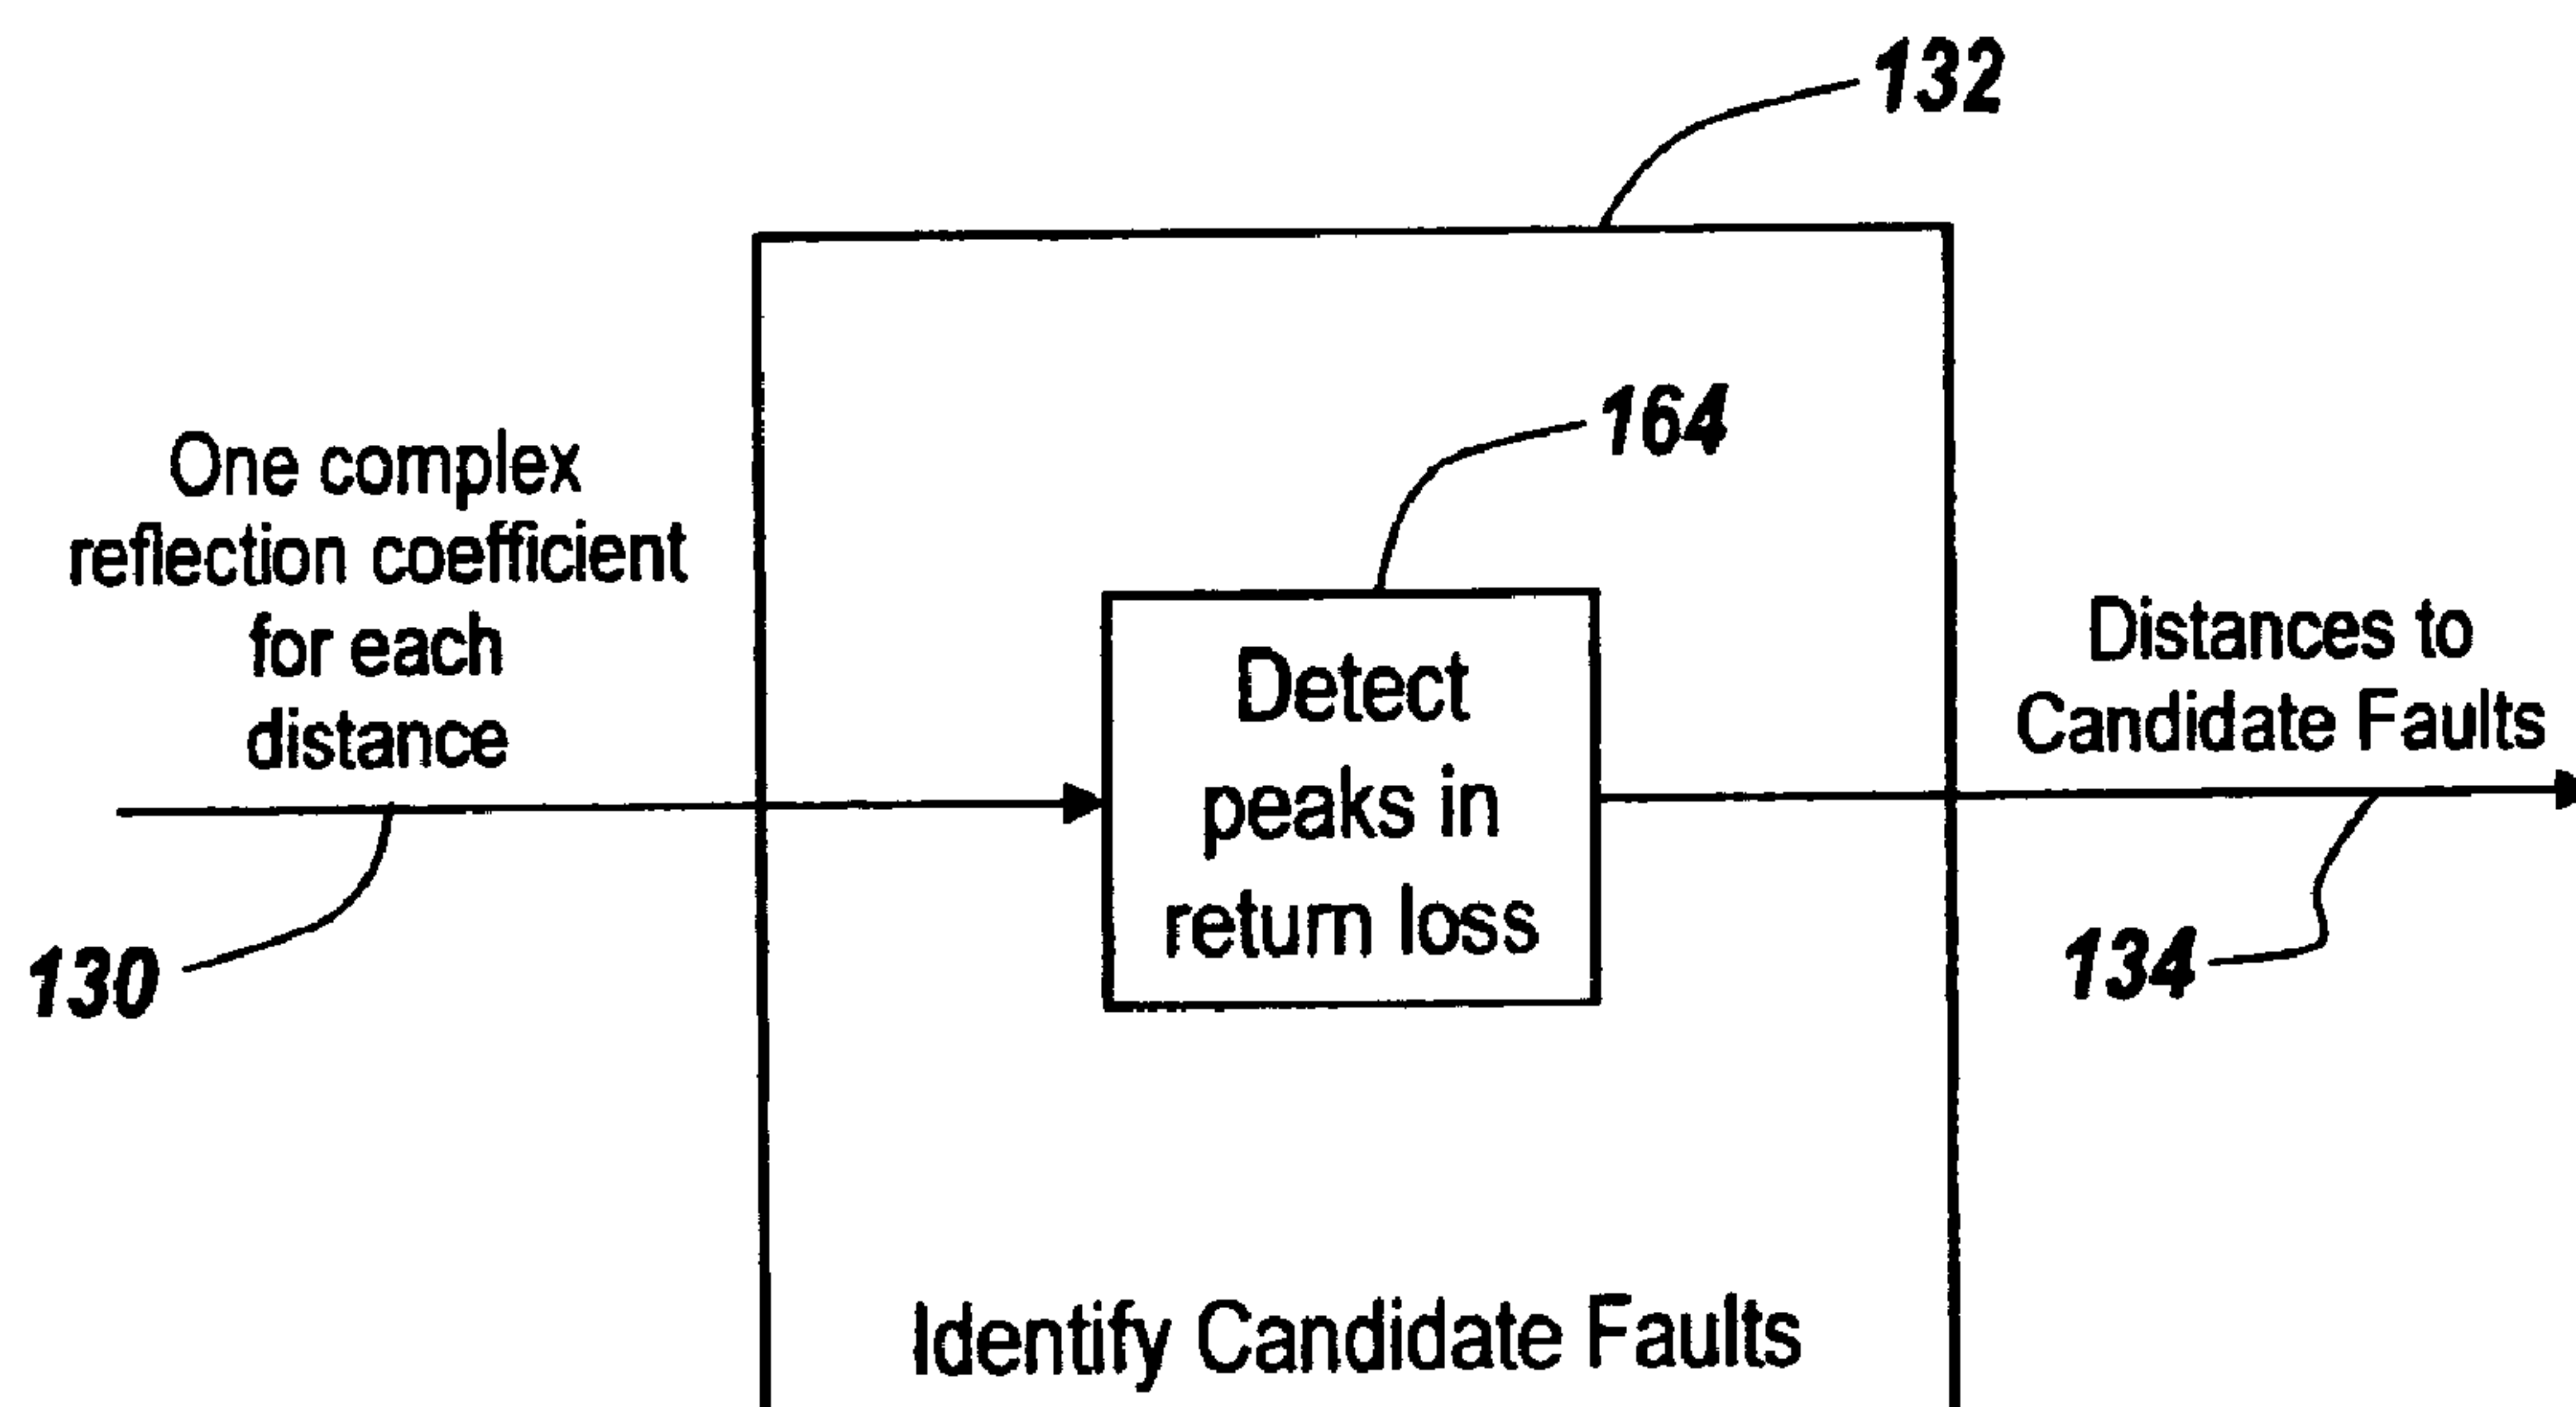 132
164
One complex
reflection coefficient
for each
distance
Detect
peaks in
return loss
Distances to
Candidate Faults
130
134
Identify Candidate Faults